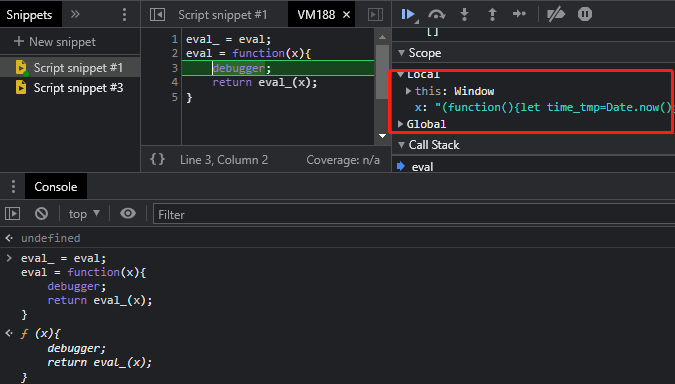 Snippets
New snippet
Script snippet #1
Script snippet #3
Script snippet #1
VM188
1 eval_ = eval;
2 eval = function(x){
3 debugger;
4 return eval_(x);
5 }
{} Line 3, Column 2 Coverage: n/a
[]
Scope
Local
this: Window
x: "(function(){let time_tmp=Date.now()
Global
Call Stack
eval
Console
top
Filter
undefined
eval_ = eval;
eval = function(x){
debugger;
return eval_(x);
}
ƒ (x){
debugger;
return eval_(x);
}